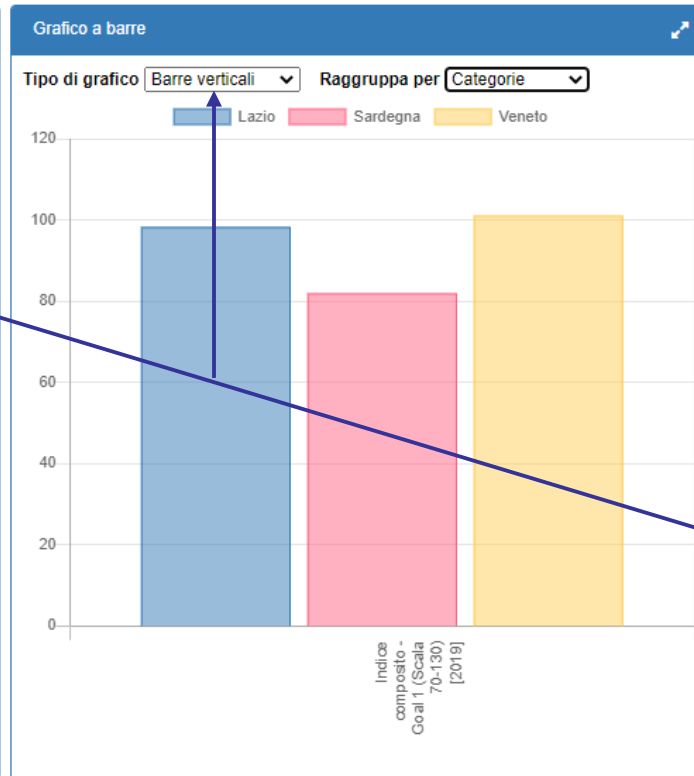 Grafico a barre
Tipo di grafico Barre verticali Raggruppa per Categorie
Lazio Sardegna Veneto
120
100
80
60
40
20
0
Indice
composito -
Goal 1 (Scala
70-130)
[2019]